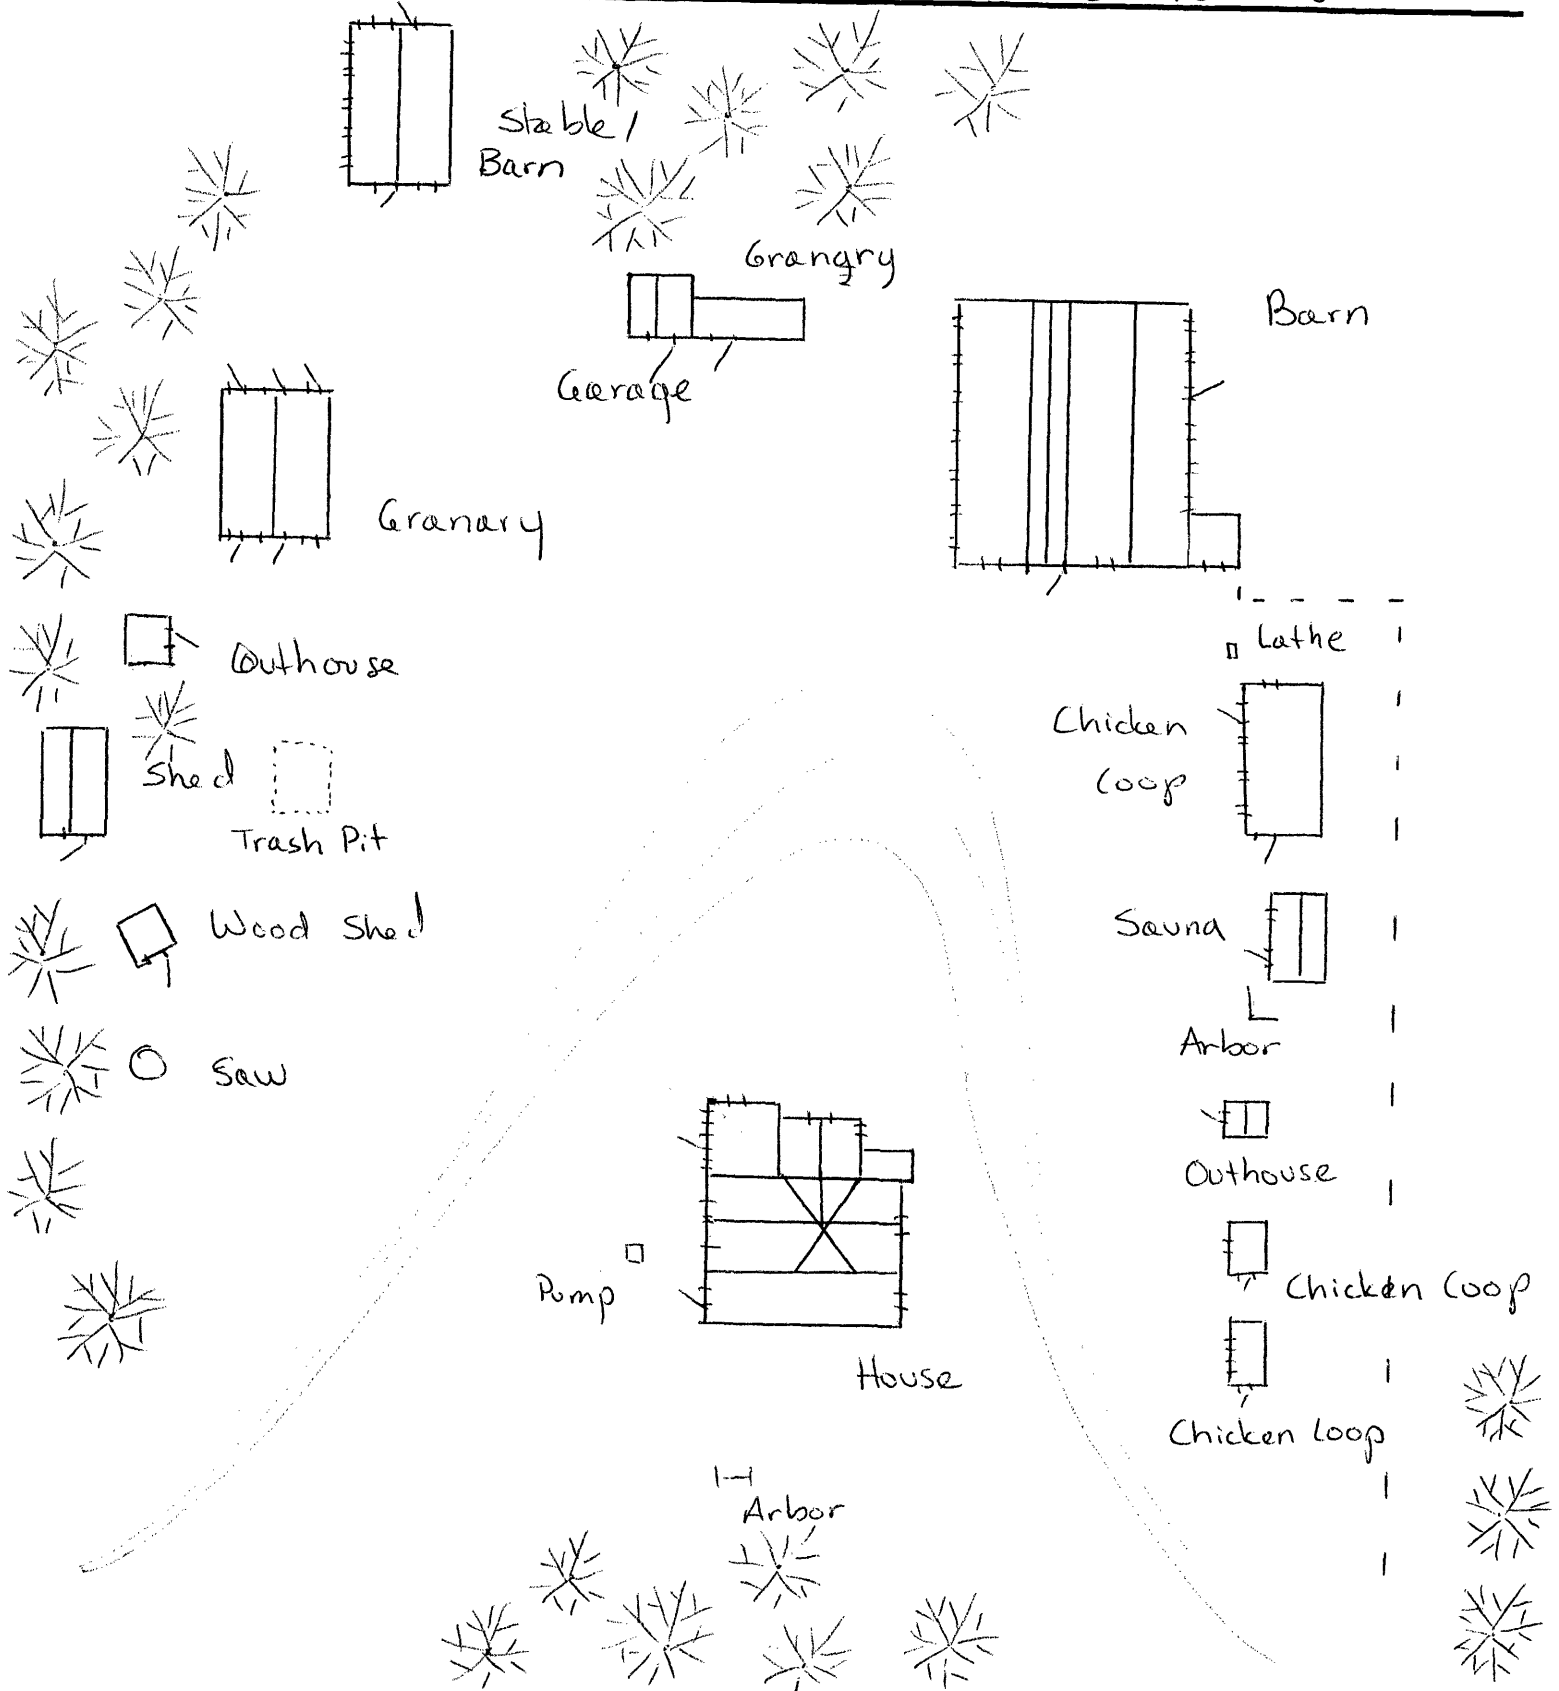 Stable/
Barn
Grangry
Barn
Garage
Granary
Lathe
Outhouse
Chicken
Coop
Shed
Trash Pit
Wood Shed
Sauna
Arbor
Saw
Outhouse
Pump
Chicken Coop
House
Chicken Coop
Arbor